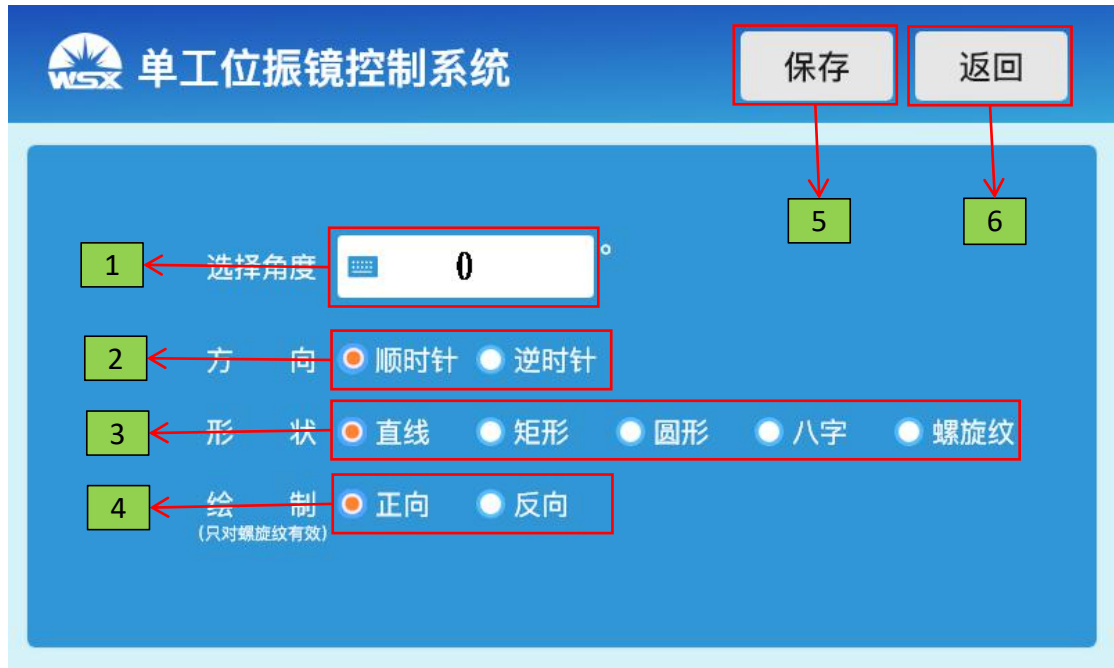 WSX 单工位振镜控制系统 保存 返回
5 6
1 选择角度 0 °
2 方向 顺时针 逆时针
3 形状 直线 矩形 圆形 八字 螺旋纹
4 绘制 正向 反向
(只对螺旋纹有效)